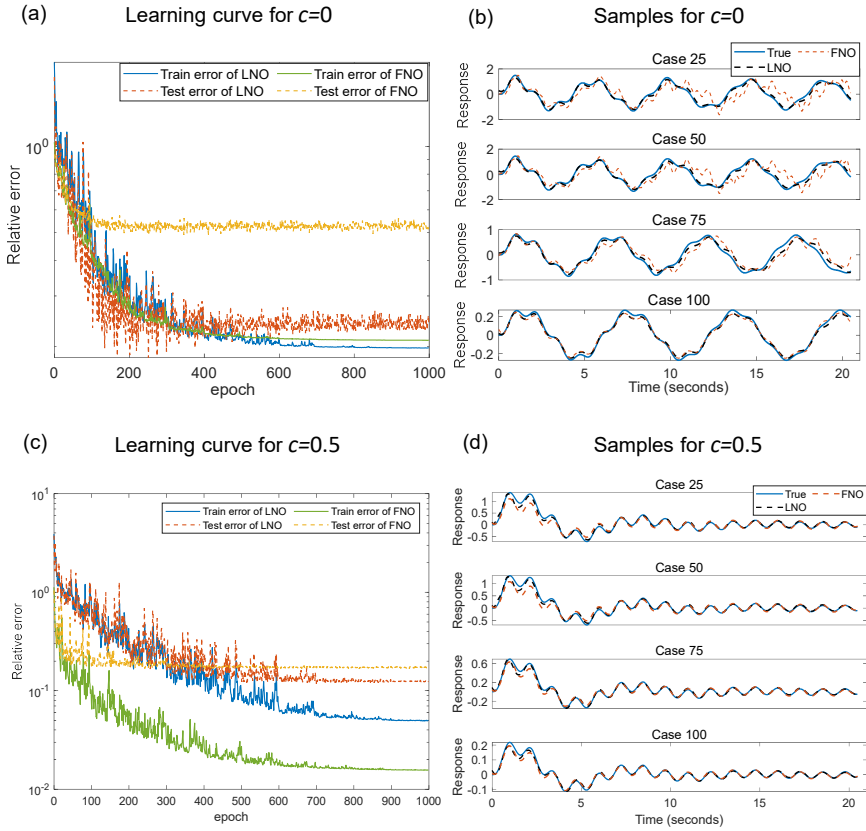 (a)
Learning curve for c=0
Train error of LNO
Train error of FNO
Test error of LNO
Test error of FNO
10^0
Relative error
0
200
400
600
800
1000
epoch
(b)
Samples for c=0
True
FNO
LNO
Case 25
Response
2
0
-2
Case 50
Response
2
0
-2
Case 75
Response
1
0
-1
Case 100
Response
0.2
0
-0.2
0
5
10
15
20
Time (seconds)
(c)
Learning curve for c=0.5
Train error of LNO
Train error of FNO
Test error of LNO
Test error of FNO
10^1
10^0
10^-1
10^-2
Relative error
0
100
200
300
400
500
600
700
800
900
1000
epoch
(d)
Samples for c=0.5
True
FNO
LNO
Case 25
Response
1
0.5
0
-0.5
Case 50
Response
1
0.5
0
-0.5
Case 75
Response
0.6
0.4
0.2
0
-0.2
Case 100
Response
0.2
0.1
0
-0.1
0
5
10
15
20
Time (seconds)